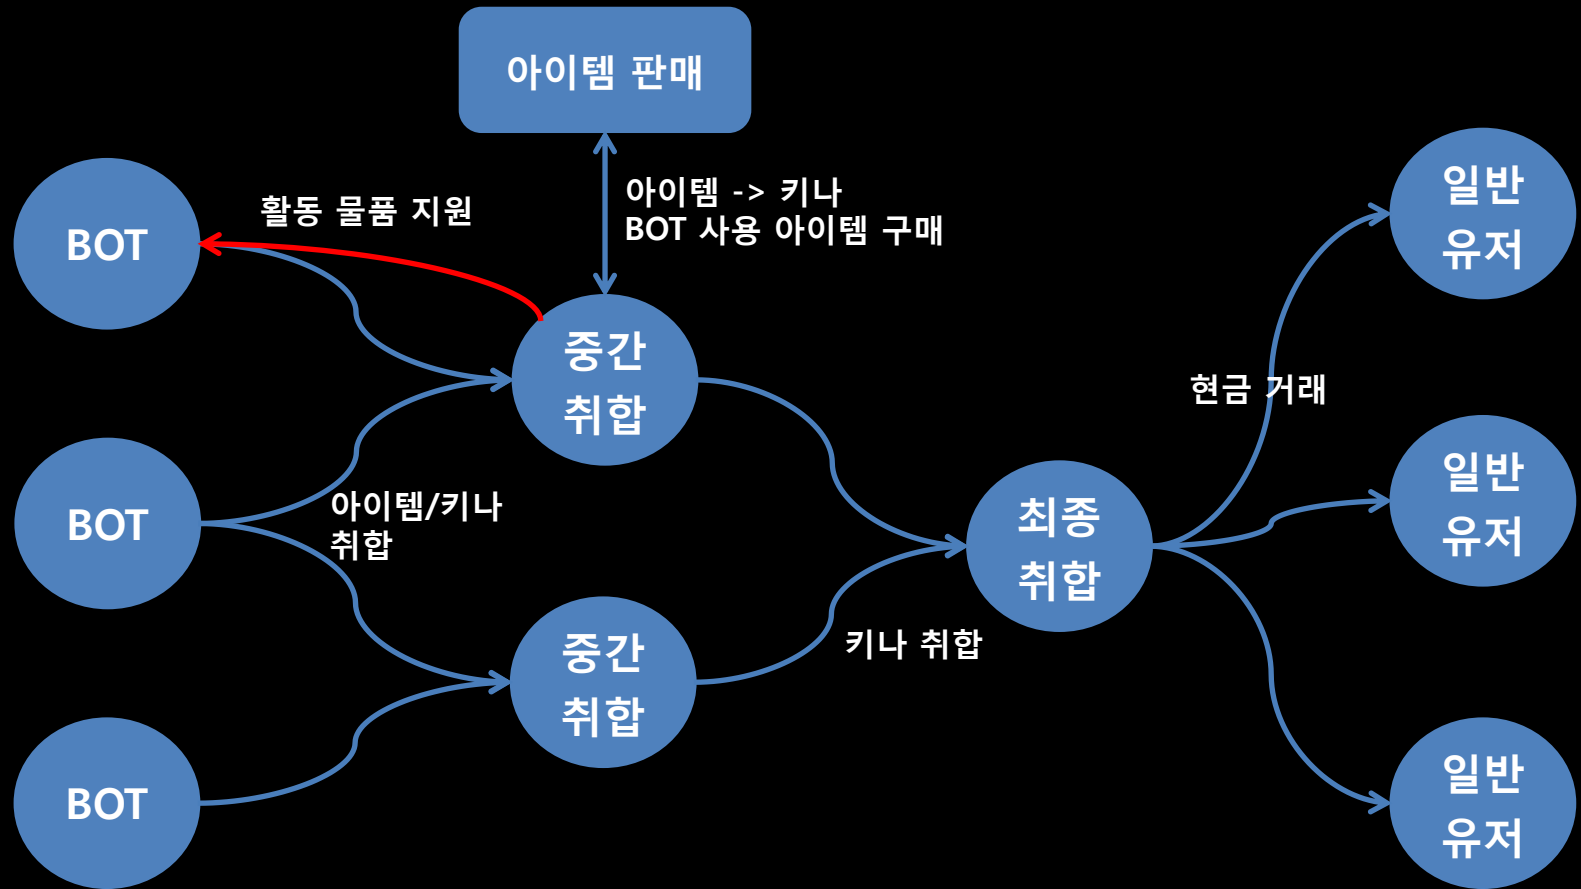 아이템 판매
아이템 -> 키나
BOT 사용 아이템 구매
활동 물품 지원
BOT
중간
취합
일반
유저
현금 거래
BOT
아이템/키나
취합
최종
취합
일반
유저
중간
취합
키나 취합
BOT
일반
유저